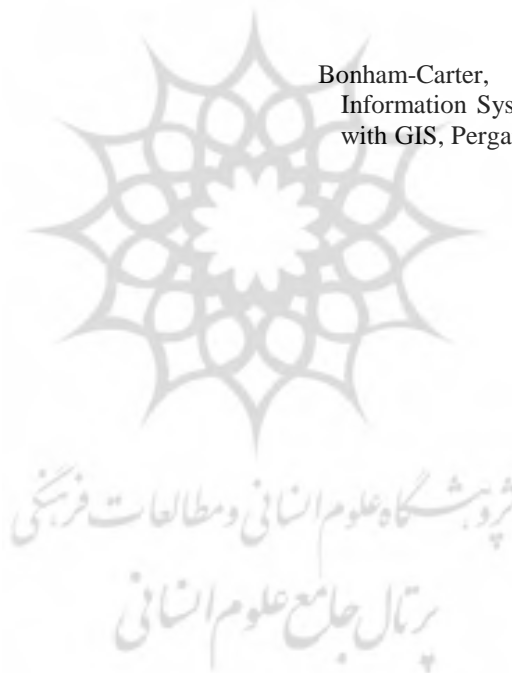 Bonham-Carter,
Information Sys
with GIS, Perga
پژوهشگاه علوم انسانی و مطالعات فرهنگی
پرتال جامع علوم انسانی